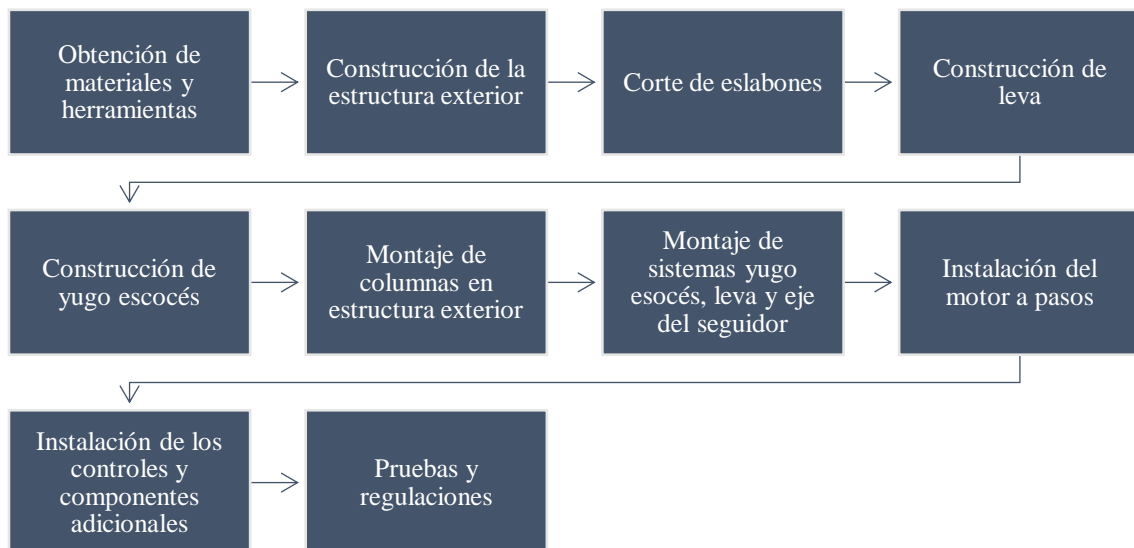 Obtención de
materiales y
herramientas
Construcción de la
estructura exterior
Corte de eslabones
Construcción de
leva
Construcción de
yugo escocés
Montaje de
columnas en
estructura exterior
Montaje de
sistemas yugo
esocés, leva y eje
del seguidor
Instalación del
motor a pasos
Instalación de los
controles y
componentes
adicionales
Pruebas y
regulaciones